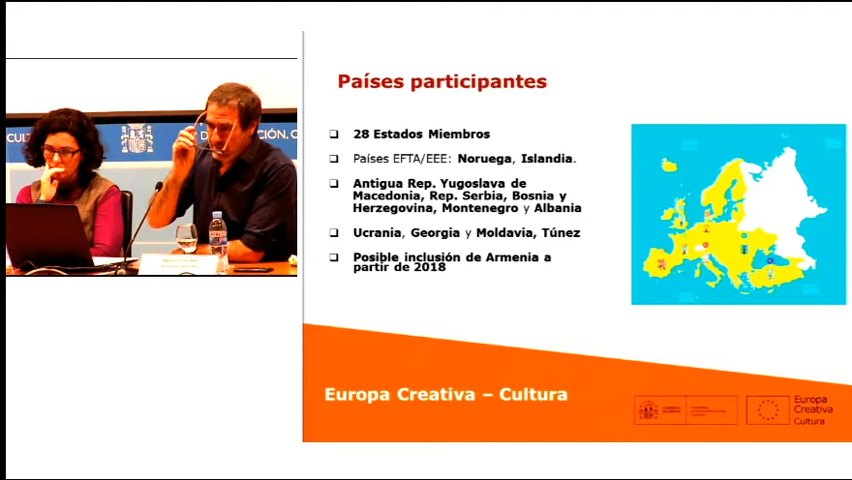 Países participantes
28 Estados Miembros
Países EFTA/EEE: Noruega, Islandia.
Antigua Rep. Yugoslava de
Macedonia, Rep. Serbia, Bosnia y
Herzegovina, Montenegro y Albania
Ucrania, Georgia y Moldavia, Túnez
Posible inclusión de Armenia a
partir de 2018
Europa Creativa – Cultura
Europa
Creativa
Cultura